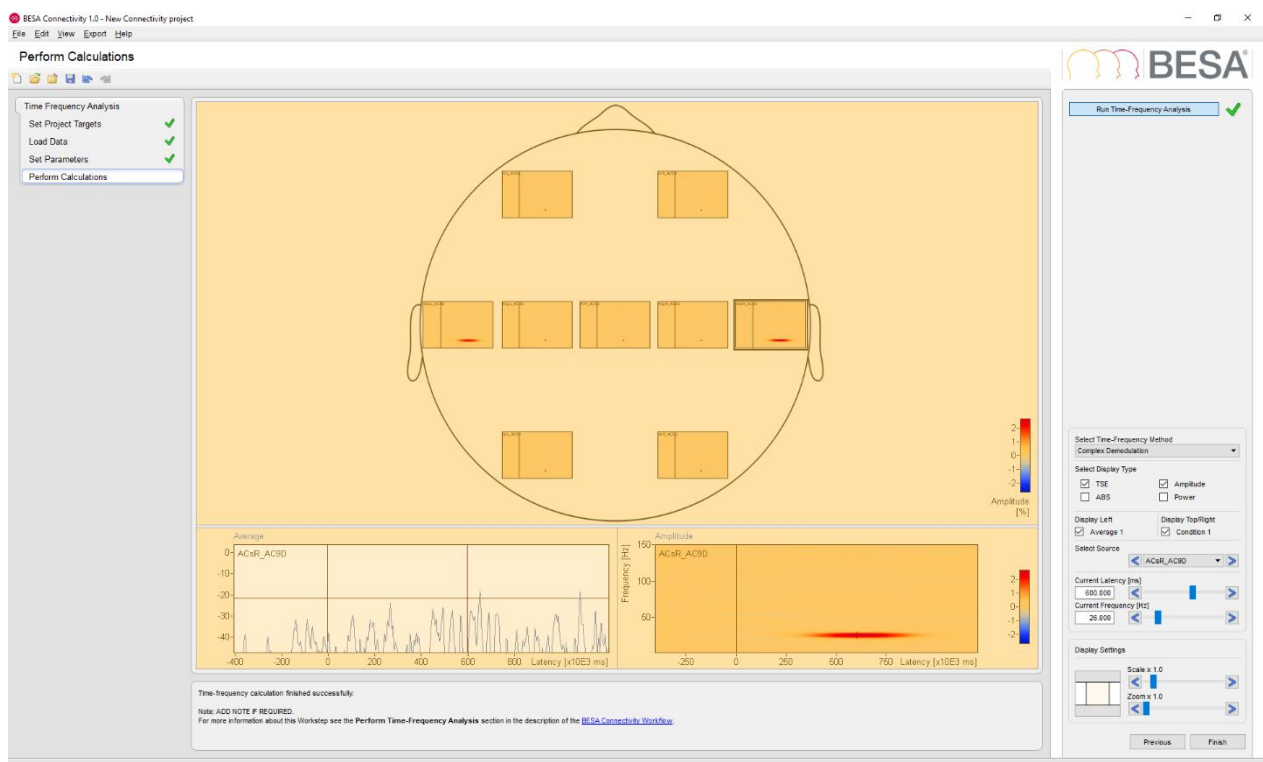 BESA Connectivity 1.0 - New Connectivity project
File Edit View Export Help
Perform Calculations
BESA
Time Frequency Analysis
Set Project Targets
Load Data
Set Parameters
Perform Calculations
Run Time-Frequency Analysis
2
1
0
-1
-2
Amplitude
[%]
Average
ACsR_AC9D
0
-10
-20
-30
-40
-400 -200 0 200 400 600 800 Latency [x10E3 ms]
Amplitude
ACsR_AC9D
Frequency [Hz]
150
100
50
-250 0 250 500 750 Latency [x10E3 ms]
2
1
0
-1
-2
Time-frequency calculation finished successfully.
Note: ADD NOTE IF REQUIRED.
For more information about this Workstep see the Perform Time-Frequency Analysis section in the description of the BESA Connectivity Workflow.
Select Time-Frequency Method
Complex Demodulation
Select Display Type
TSE Amplitude
ABS Power
Display Left Display Top/Right
Average 1 Condition 1
Select Source
ACsR_AC9D
Current Latency [ms]
600.000
Current Frequency [Hz]
26.000
Display Settings
Scale x 1.0
Zoom x 1.0
Previous Finish